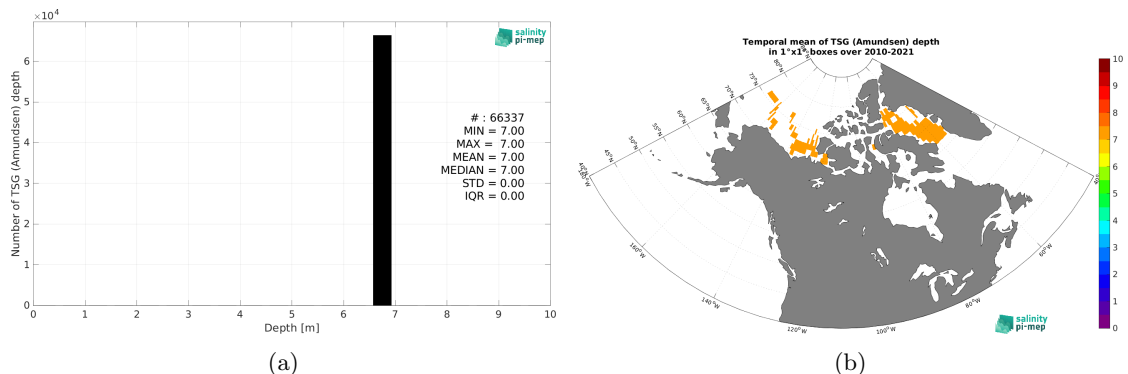 ×10⁴
6
5
4
3
2
1
0
Number of TSG (Amundsen) depth
0 1 2 3 4 5 6 7 8 9 10
Depth [m]
salinity
pi-mep
# : 66337
MIN = 7.00
MAX = 7.00
MEAN = 7.00
MEDIAN = 7.00
STD = 0.00
IQR = 0.00
(a)
Temporal mean of TSG (Amundsen) depth
in 1°x1° boxes over 2010-2021
80°N
75°N
70°N
65°N
60°N
55°N
50°N
45°N
40°N
160°W
140°W
120°W
100°W
80°W
60°W
10
9
8
7
6
5
4
3
2
1
0
salinity
pi-mep
(b)